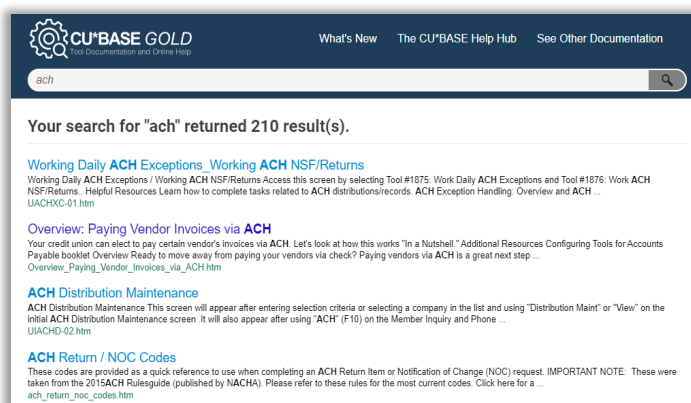 CU*BASE GOLD
Tool Documentation and Online Help
What's New The CU*BASE Help Hub See Other Documentation
ach
Your search for "ach" returned 210 result(s).
Working Daily ACH Exceptions_Working ACH NSF/Returns
Working Daily ACH Exceptions / Working ACH NSF/Returns Access this screen by selecting Tool #1875: Work Daily ACH Exceptions and Tool #1876: Work ACH
NSF/Returns.. Helpful Resources Learn how to complete tasks related to ACH distributions/records. ACH Exception Handling: Overview and ACH ...
UACHXC-01.htm
Overview: Paying Vendor Invoices via ACH
Your credit union can elect to pay certain vendor's invoices via ACH. Let's look at how this works "In a Nutshell." Additional Resources Configuring Tools for Accounts
Payable booklet Overview Ready to move away from paying your vendors via check? Paying vendors via ACH is a great next step ...
Overview_Paying_Vendor_Invoices_via_ACH.htm
ACH Distribution Maintenance
ACH Distribution Maintenance This screen will appear after entering selection criteria or selecting a company in the list and using "Distribution Maint" or "View" on the
initial ACH Distribution Maintenance screen .It will also appear after using "ACH" (F10) on the Member Inquiry and Phone ...
UIACHD-02.htm
ACH Return / NOC Codes
These codes are provided as a quick reference to use when completing an ACH Return Item or Notification of Change (NOC) request. IMPORTANT NOTE: These were
taken from the 2015ACH Rulesguide (published by NACHA). Please refer to these rules for the most current codes. Click here for a ...
ach_return_noc_codes.htm